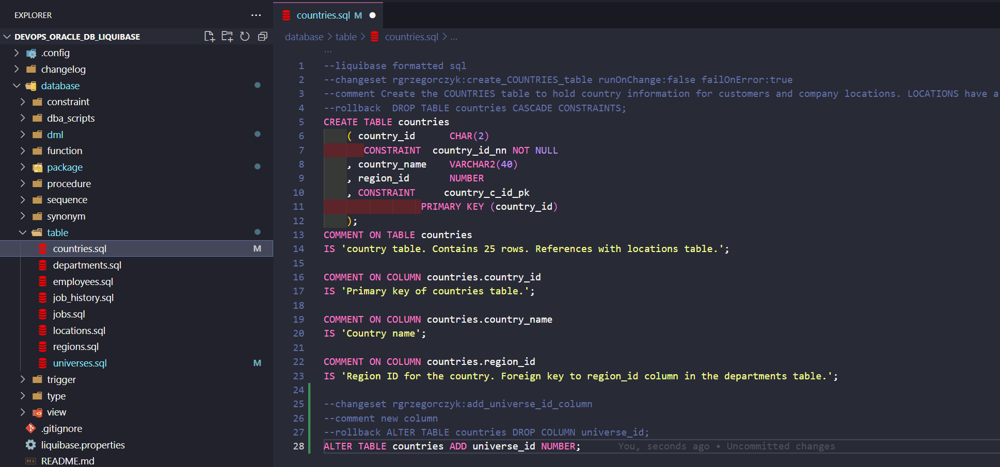 EXPLORER
...
DEVOPS_ORACLE_DB_LIQUIBASE
.config
changelog
database
constraint
dba_scripts
dml
function
package
procedure
sequence
synonym
table
countries.sql M
departments.sql
employees.sql
job_history.sql
jobs.sql
locations.sql
regions.sql
universes.sql M
trigger
type
view
.gitignore
liquibase.properties
README.md
countries.sql M
database > table > countries.sql > ...
...
1 --liquibase formatted sql
2 --changeset rgrzegorczyk:create_COUNTRIES_table runOnChange:false failOnError:true
3 --comment Create the COUNTRIES table to hold country information for customers and company locations. LOCATIONS have a
4 --rollback  DROP TABLE countries CASCADE CONSTRAINTS;
5 CREATE TABLE countries
6     ( country_id      CHAR(2)
7        CONSTRAINT  country_id_nn NOT NULL
8     , country_name    VARCHAR2(40)
9     , region_id       NUMBER
10     , CONSTRAINT     country_c_id_pk
11                  PRIMARY KEY (country_id)
12     );
13 COMMENT ON TABLE countries
14 IS 'country table. Contains 25 rows. References with locations table.';
15
16 COMMENT ON COLUMN countries.country_id
17 IS 'Primary key of countries table.';
18
19 COMMENT ON COLUMN countries.country_name
20 IS 'Country name';
21
22 COMMENT ON COLUMN countries.region_id
23 IS 'Region ID for the country. Foreign key to region_id column in the departments table.';
24
25 --changeset rgrzegorczyk:add_universe_id_column
26 --comment new column
27 --rollback ALTER TABLE countries DROP COLUMN universe_id;
28 ALTER TABLE countries ADD universe_id NUMBER; You, seconds ago • Uncommitted changes